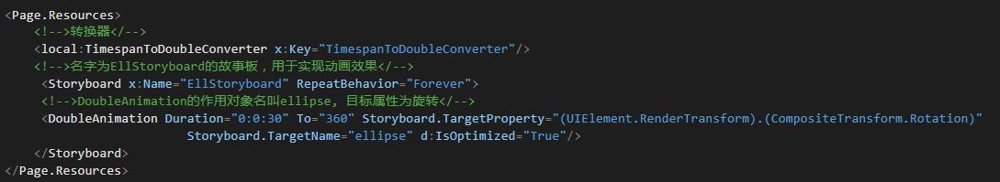 <Page.Resources>
<!-->转换器</-->
<local:TimespanToDoubleConverter x:Key="TimespanToDoubleConverter"/>
<!-->名字为EllStoryboard的故事板，用于实现动画效果</-->
<Storyboard x:Name="EllStoryboard" RepeatBehavior="Forever">
<!-->DoubleAnimation的作用对象名叫ellipse, 目标属性为旋转</-->
<DoubleAnimation Duration="0:0:30" To="360" Storyboard.TargetProperty="(UIElement.RenderTransform).(CompositeTransform.Rotation)"
Storyboard.TargetName="ellipse" d:IsOptimized="True"/>
</Storyboard>
</Page.Resources>